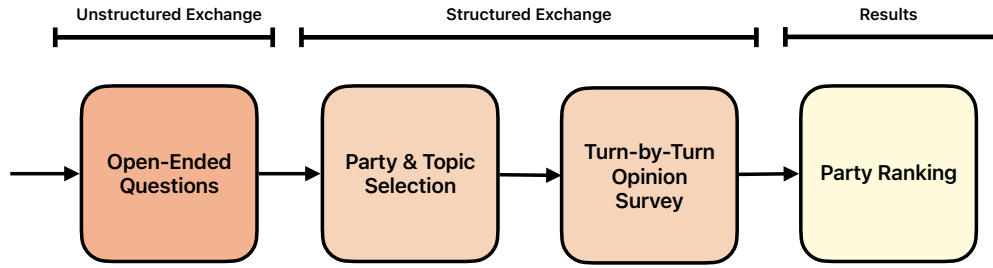 Unstructured Exchange
Structured Exchange
Results
Open-Ended
Questions
Party & Topic
Selection
Turn-by-Turn
Opinion
Survey
Party Ranking